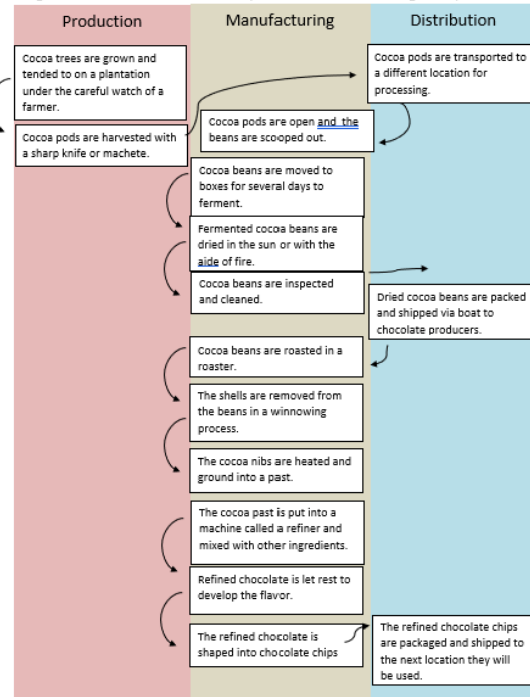 Production
Manufacturing
Distribution
Cocoa trees are grown and
tended to on a plantation
under the careful watch of a
farmer.
Cocoa pods are harvested with
a sharp knife or machete.
Cocoa pods are transported to
a different location for
processing.
Cocoa pods are open and the
beans are scooped out.
Cocoa beans are moved to
boxes for several days to
ferment.
Fermented cocoa beans are
dried in the sun or with the
aide of fire.
Cocoa beans are inspected
and cleaned.
Dried cocoa beans are packed
and shipped via boat to
chocolate producers.
Cocoa beans are roasted in a
roaster.
The shells are removed from
the beans in a winnowing
process.
The cocoa nibs are heated and
ground into a past.
The cocoa past is put into a
machine called a refiner and
mixed with other ingredients.
Refined chocolate is let rest to
develop the flavor.
The refined chocolate is
shaped into chocolate chips
The refined chocolate chips
are packaged and shipped to
the next location they will
be used.